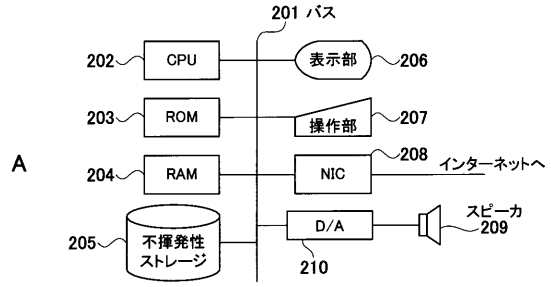 201 バス
202
CPU
表示部
206
203
ROM
操作部
207
A
204
RAM
NIC
208
インターネットへ
205
不揮発性
ストレージ
D/A
210
スピーカ
209